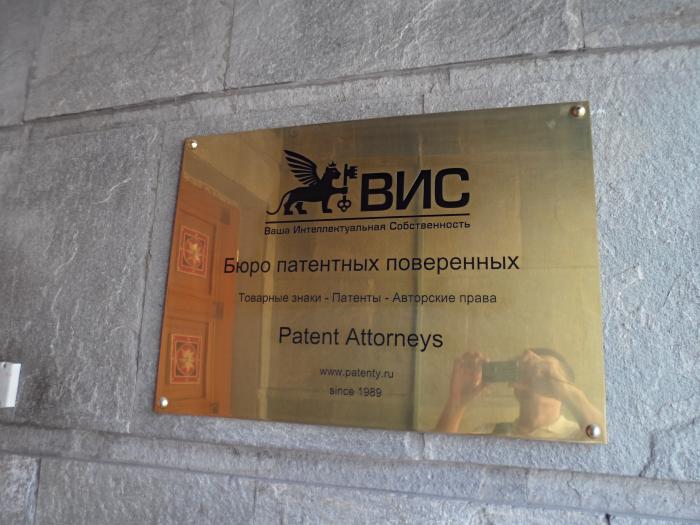 ВИС
Ваша Интеллектуальная Собственность
Бюро патентных поверенных
Товарные знаки - Патенты - Авторские права
Patent Attorneys
www.patenty.ru
since 1989